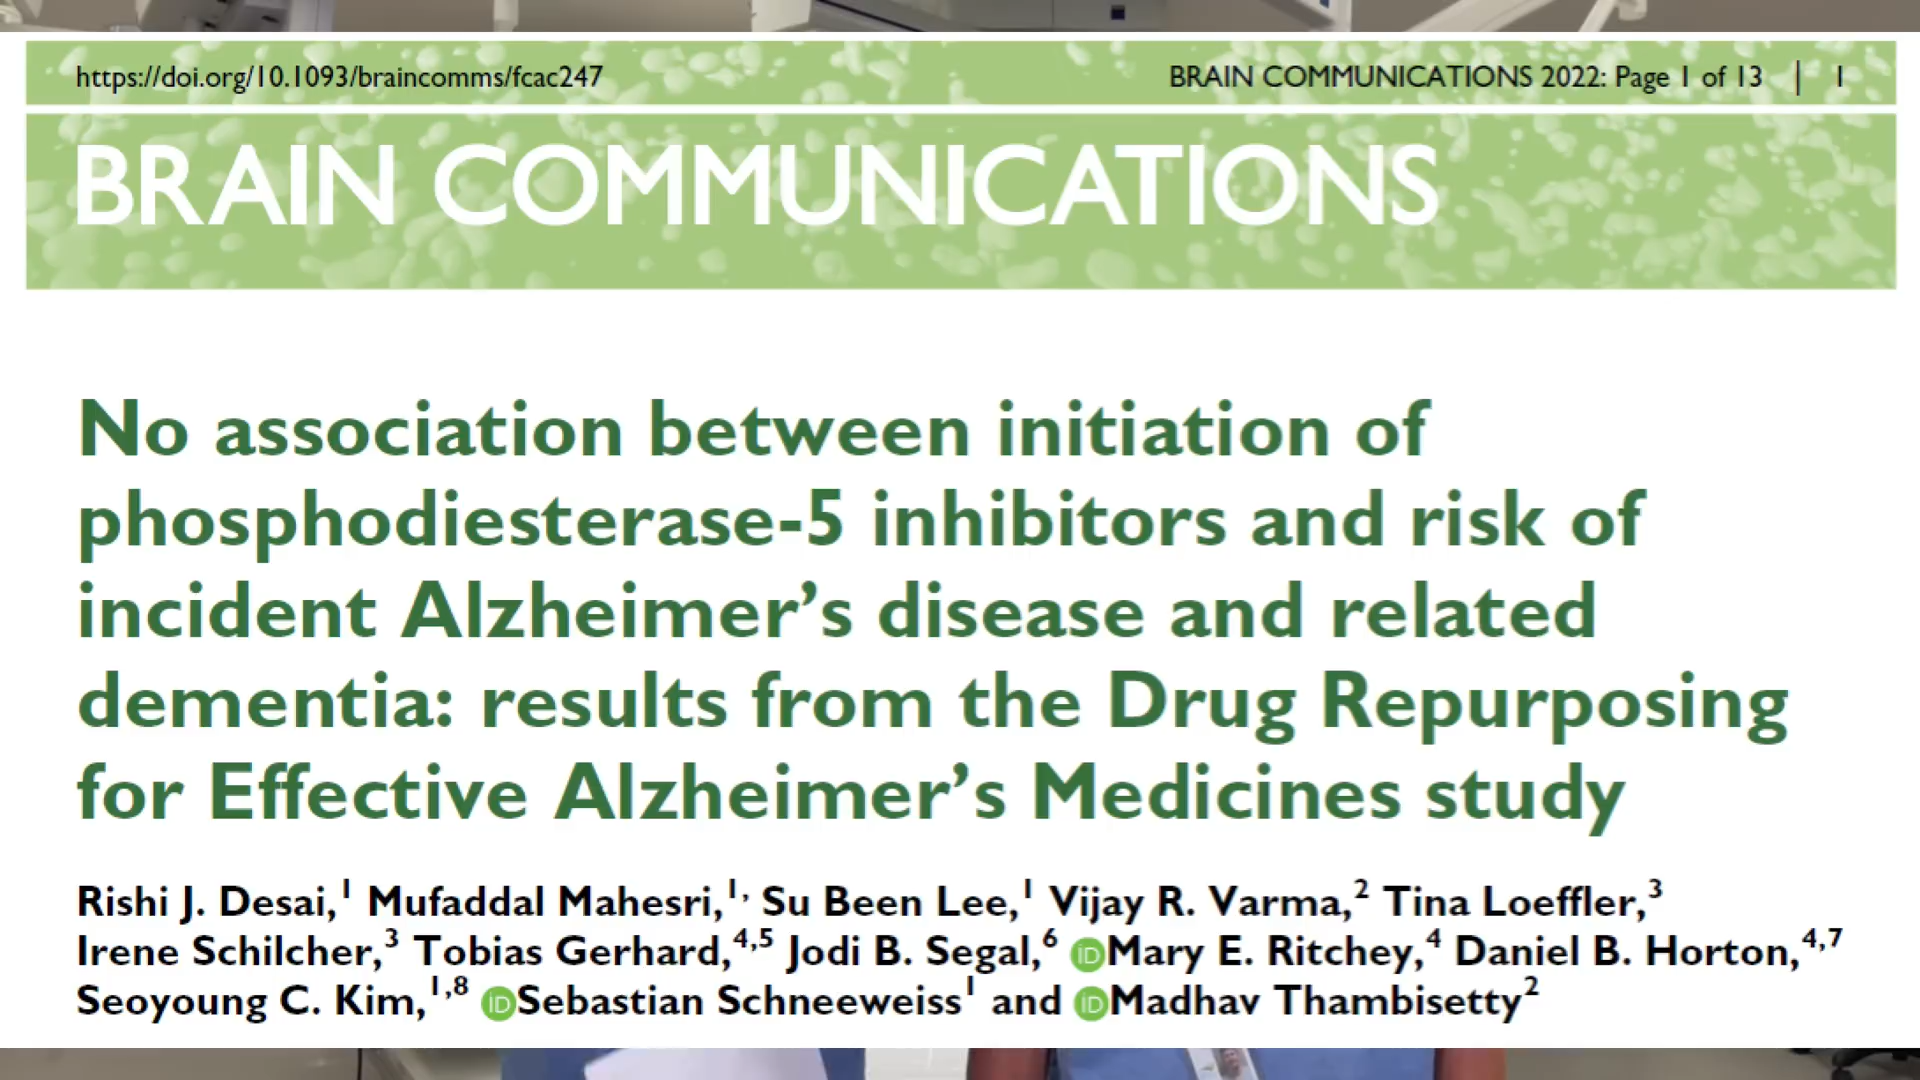 https://doi.org/10.1093/braincomms/fcac247
BRAIN COMMUNICATIONS 2022: Page 1 of 13 | 1
BRAIN COMMUNICATIONS
No association between initiation of
phosphodiesterase-5 inhibitors and risk of
incident Alzheimer’s disease and related
dementia: results from the Drug Repurposing
for Effective Alzheimer’s Medicines study
Rishi J. Desai,1 Mufaddal Mahesri,1, Su Been Lee,1 Vijay R. Varma,2 Tina Loeffler,3
Irene Schilcher,3 Tobias Gerhard,4,5 Jodi B. Segal,6 iD Mary E. Ritchey,4 Daniel B. Horton,4,7
Seoyoung C. Kim,1,8 iD Sebastian Schneeweiss1 and iD Madhav Thambisetty2